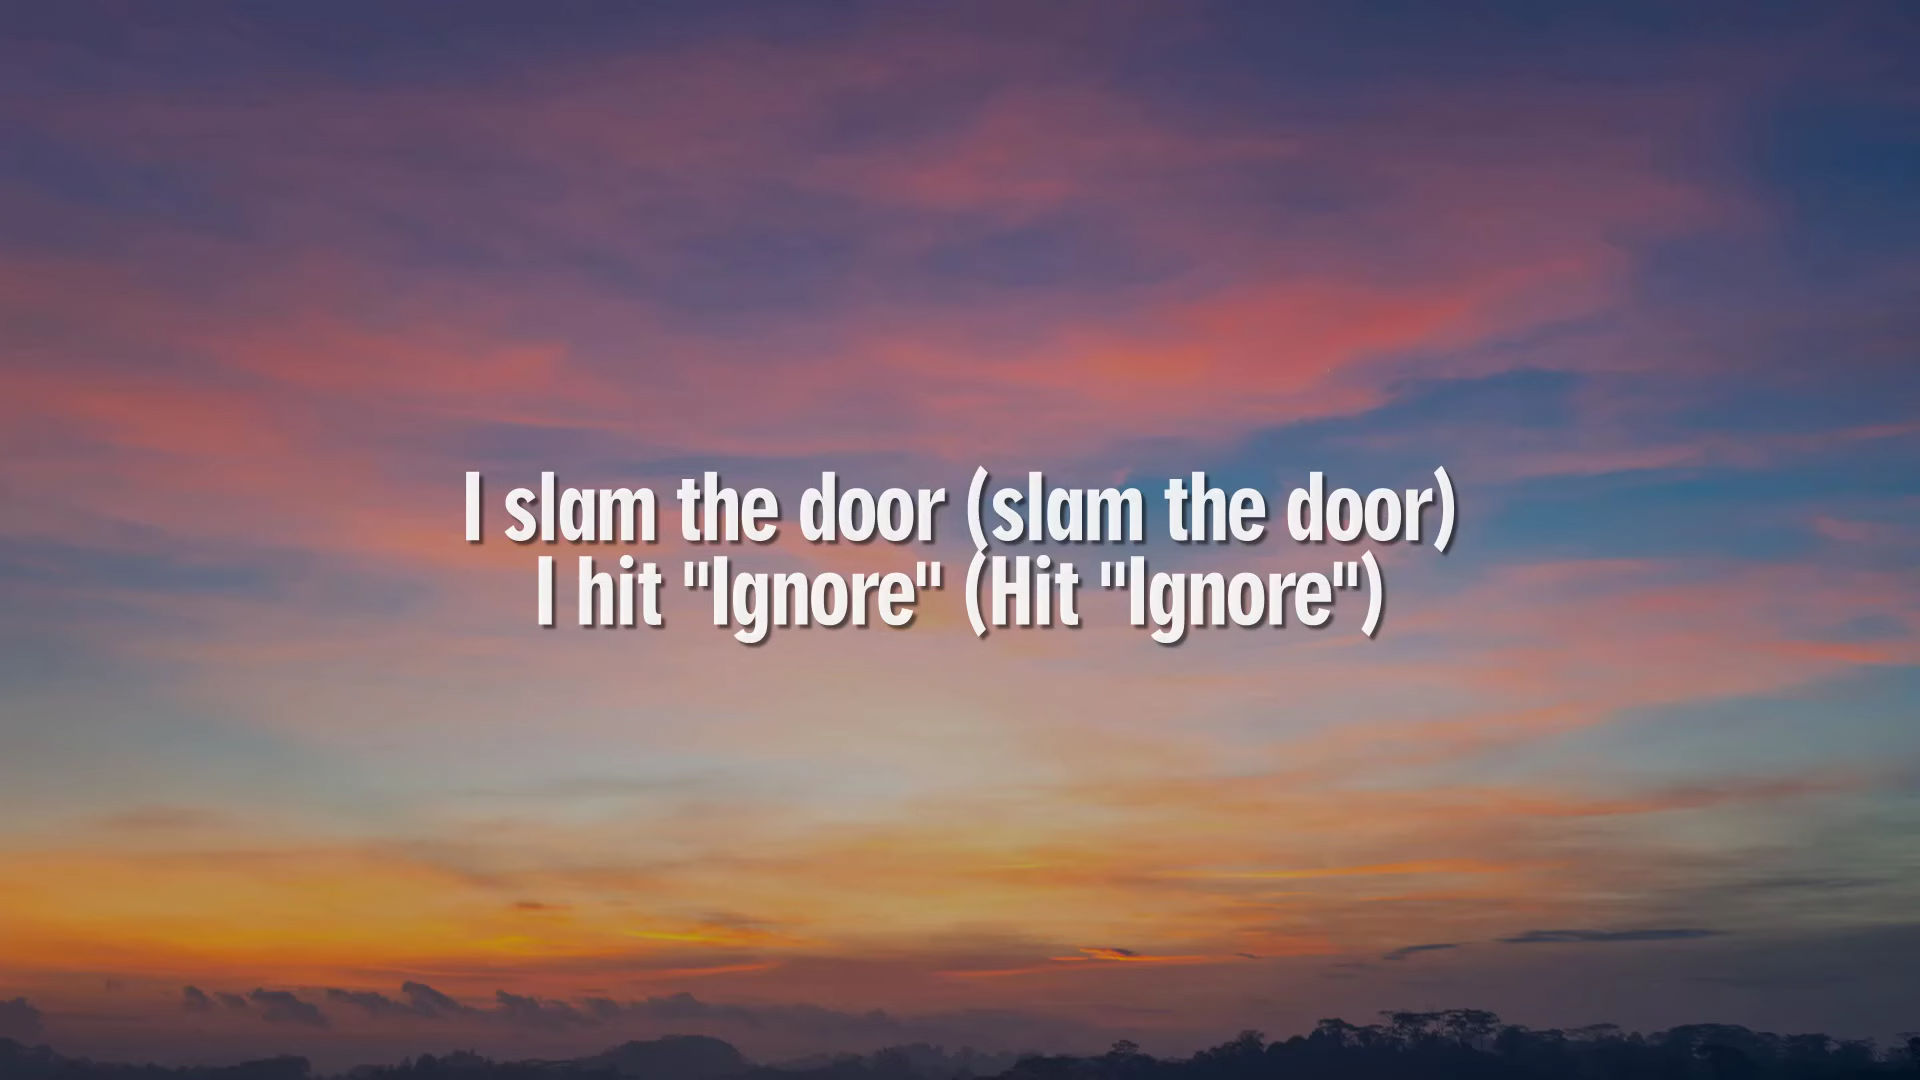 I slam the door (slam the door)
I hit "Ignore" (Hit "Ignore")